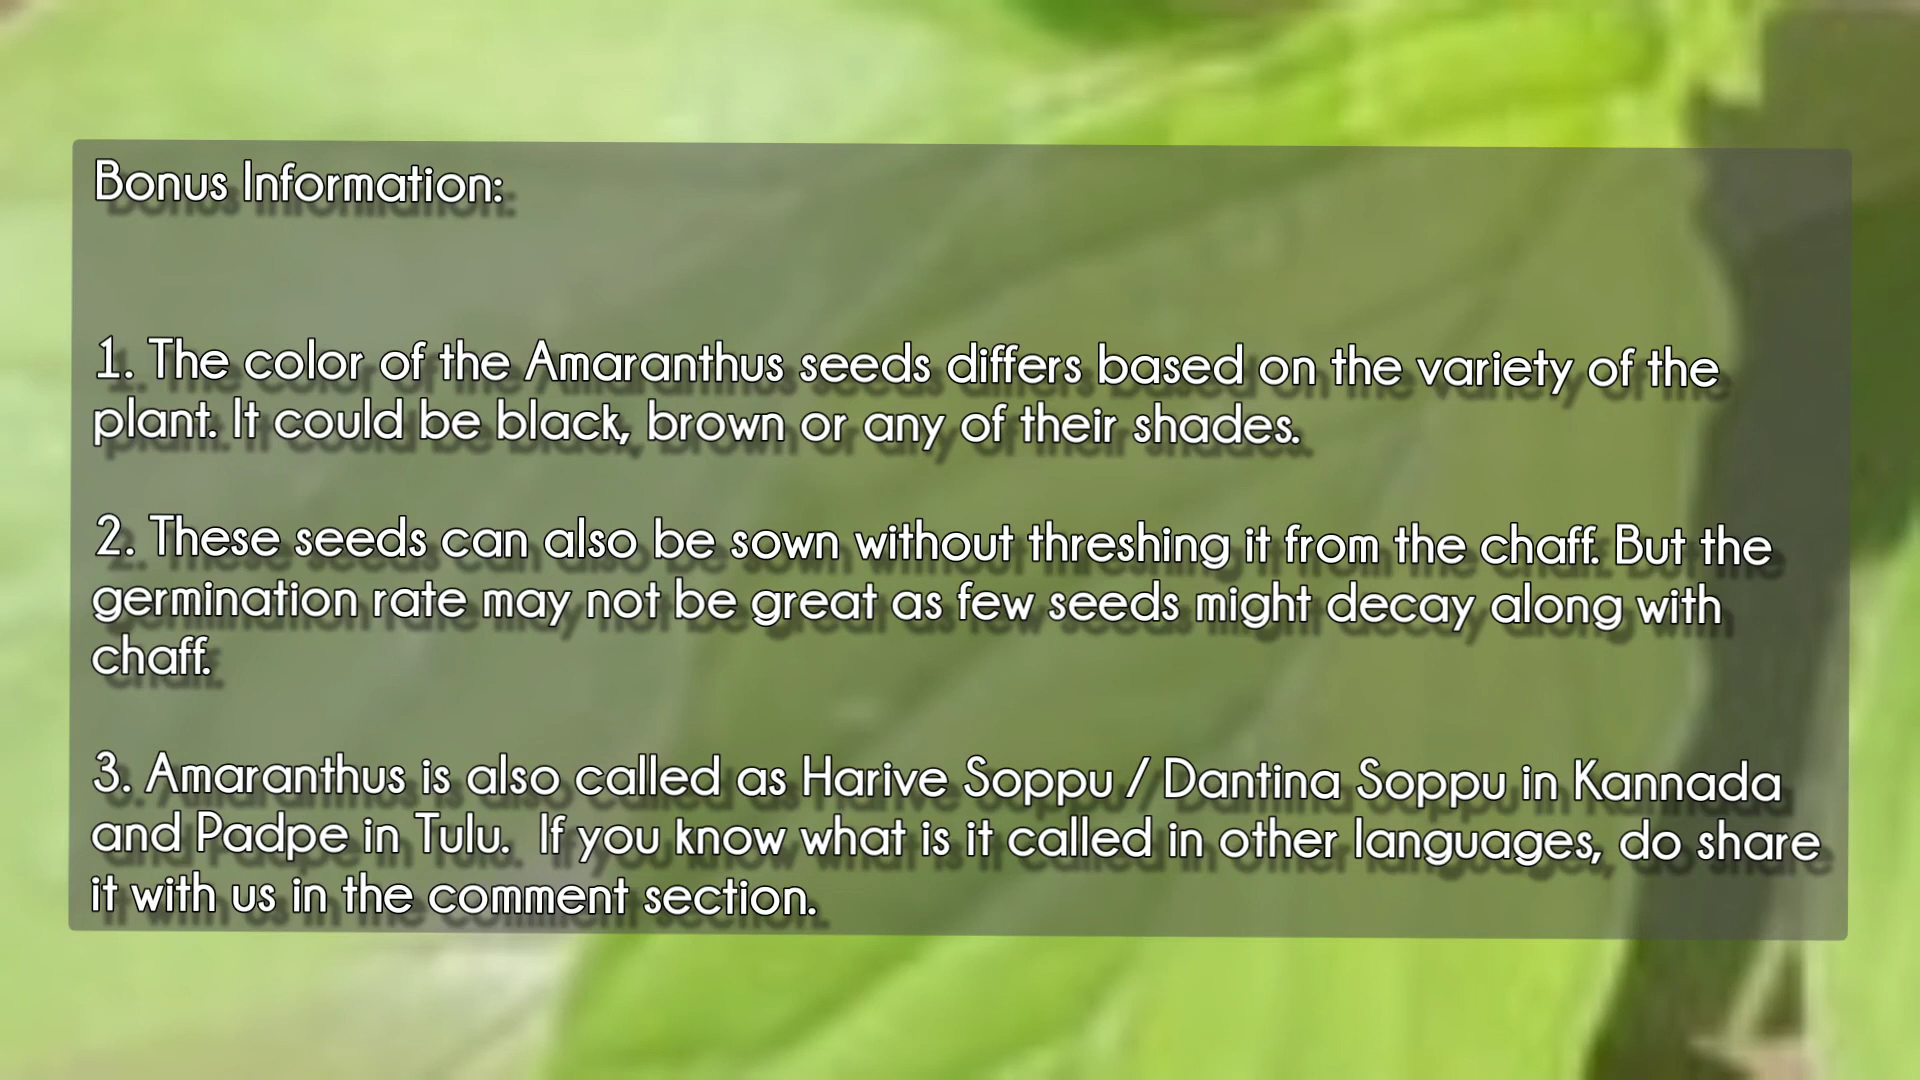 Bonus Information:
1. The color of the Amaranthus seeds differs based on the variety of the
plant. It could be black, brown or any of their shades.
2. These seeds can also be sown without threshing it from the chaff. But the
germination rate may not be great as few seeds might decay along with
chaff.
3. Amaranthus is also called as Harive Soppu / Dantina Soppu in Kannada
and Padpe in Tulu.  If you know what is it called in other languages, do share
it with us in the comment section.